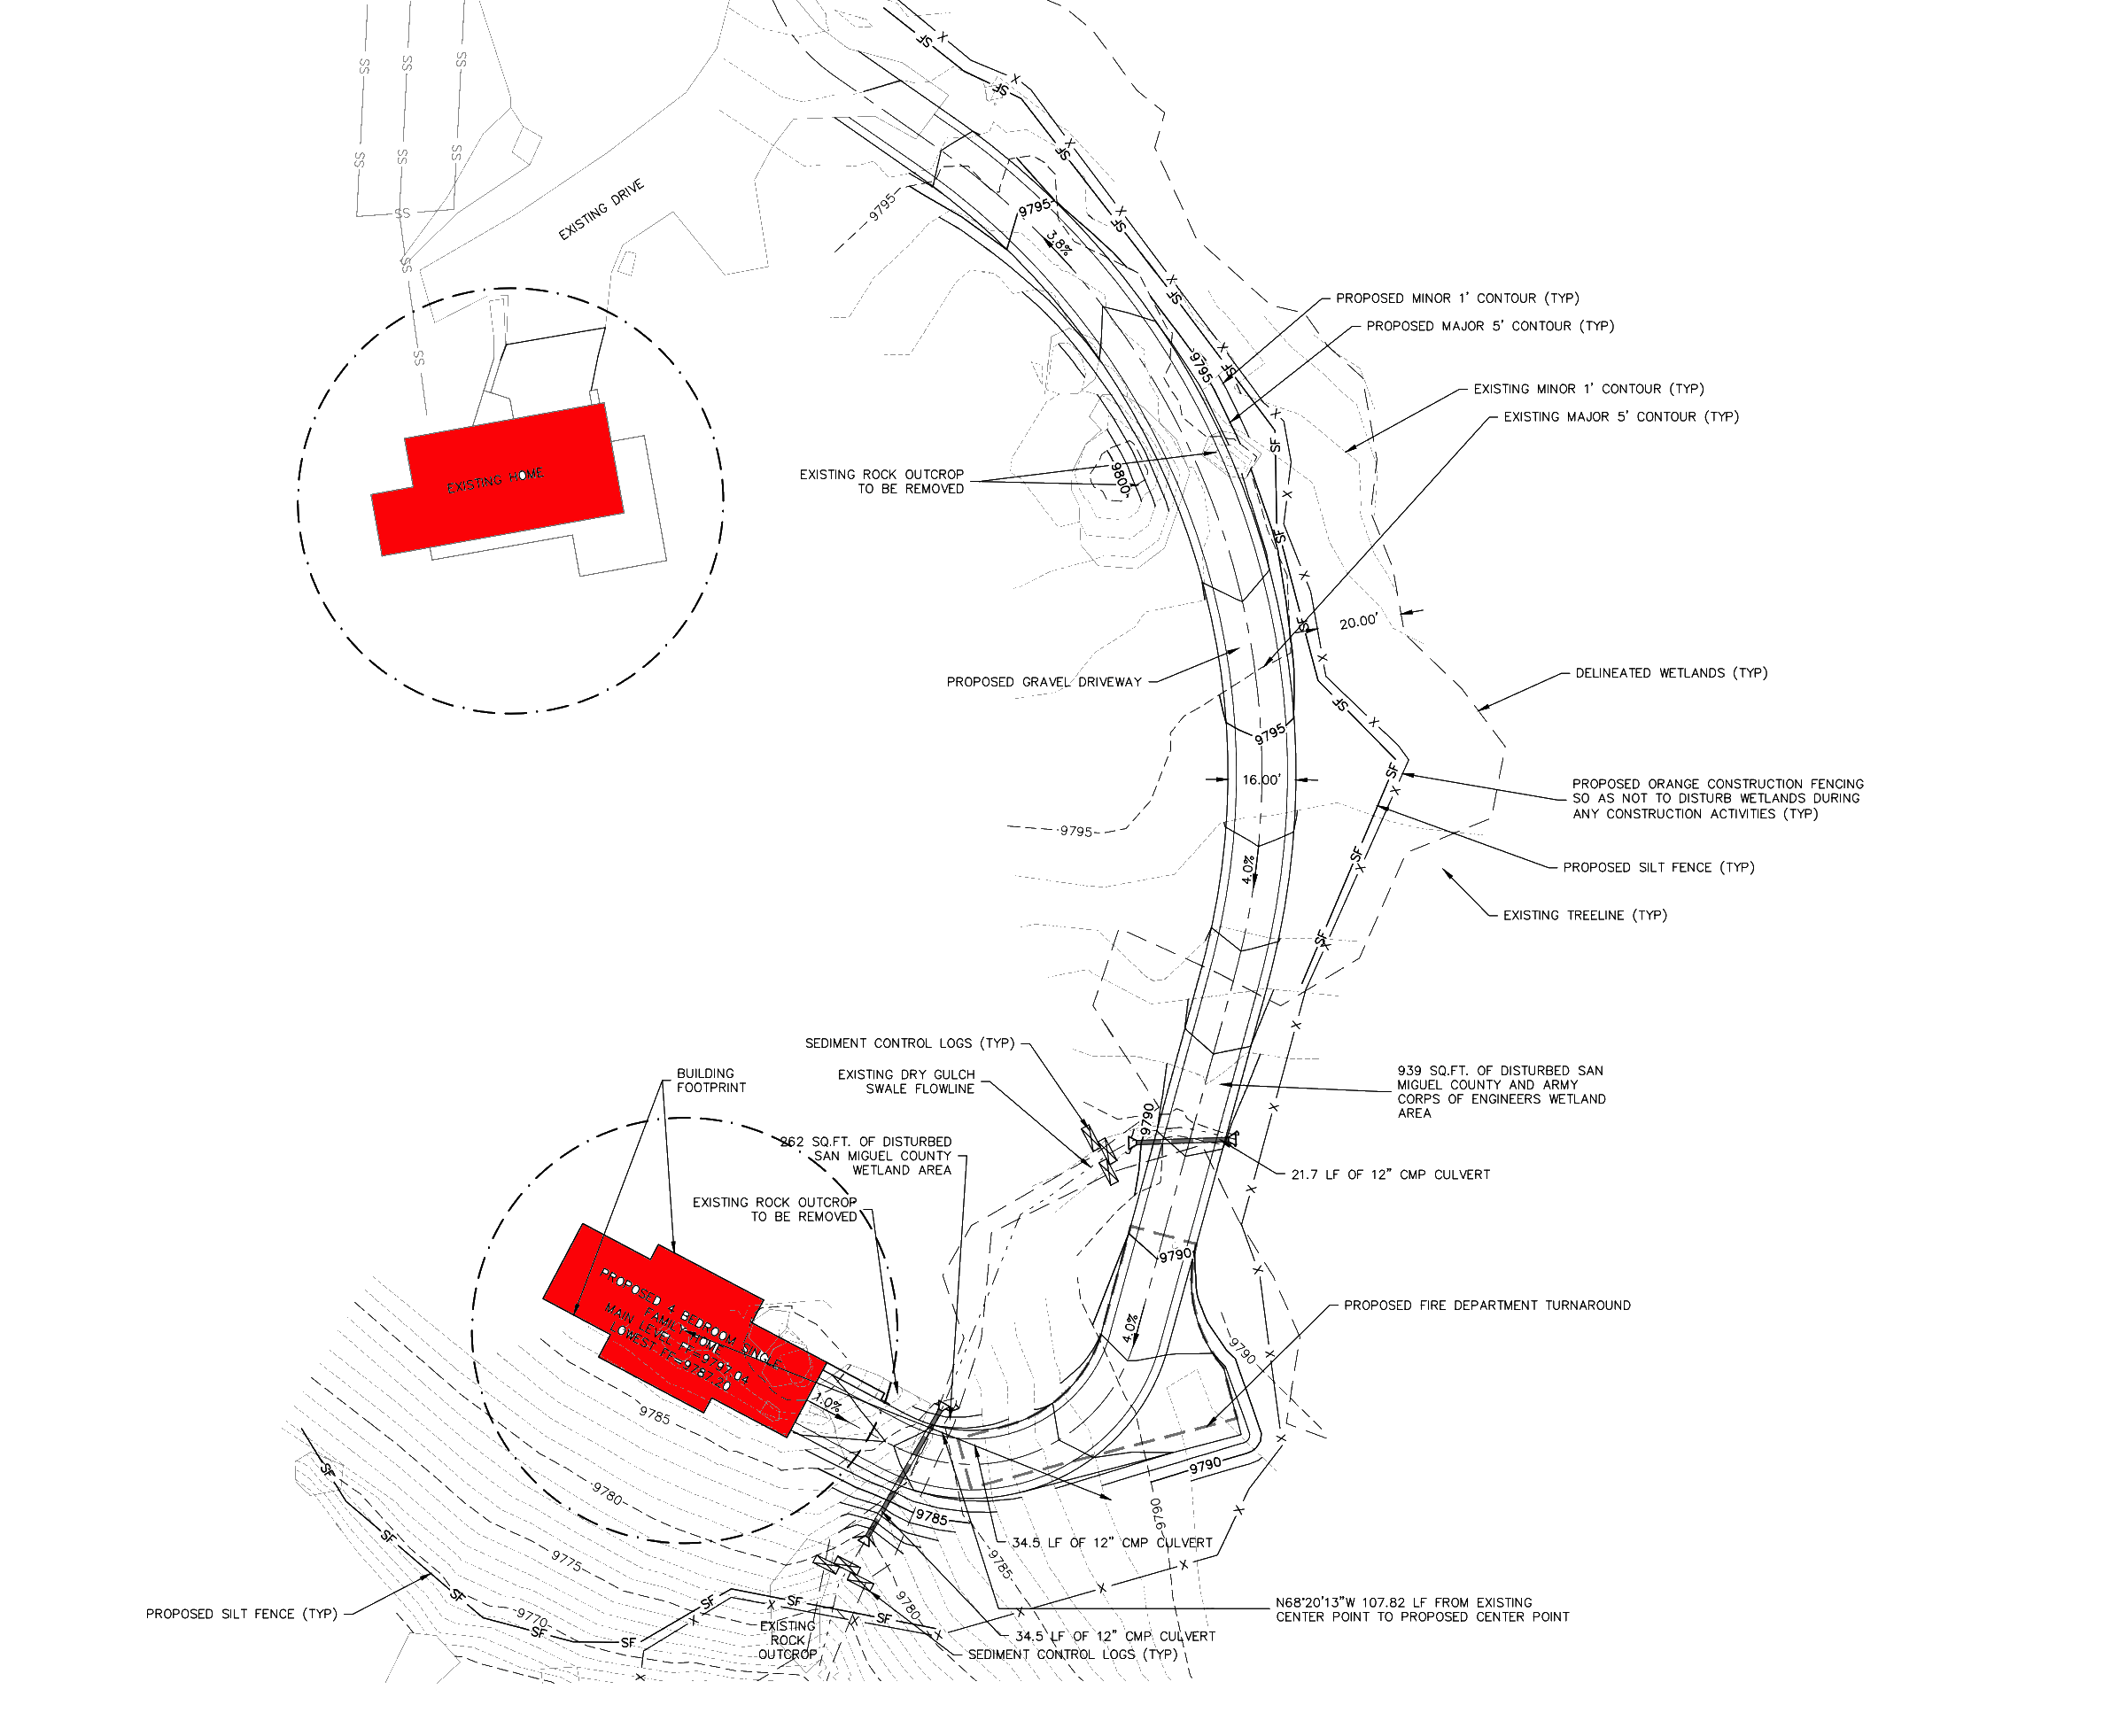 SS
SS
SS
SS
SS
SS
SS
SS
SS
EXISTING DRIVE
EXISTING HOME
SF
X
SF
X
SF
X
SF
X
SF
X
SF
X
SF
X
SF
X
SF
X
X
SF
X
SF
X
SF
X
SF
X
X
X
X
X
X
X
X
X
X
X
X
9795
9795
3.8%
9795
PROPOSED MINOR 1' CONTOUR (TYP)
PROPOSED MAJOR 5' CONTOUR (TYP)
EXISTING MINOR 1' CONTOUR (TYP)
EXISTING MAJOR 5' CONTOUR (TYP)
EXISTING ROCK OUTCROP
TO BE REMOVED
9800
20.00'
PROPOSED GRAVEL DRIVEWAY
DELINEATED WETLANDS (TYP)
9795
16.00'
PROPOSED ORANGE CONSTRUCTION FENCING
SO AS NOT TO DISTURB WETLANDS DURING
ANY CONSTRUCTION ACTIVITIES (TYP)
9795
4.0%
PROPOSED SILT FENCE (TYP)
EXISTING TREELINE (TYP)
SEDIMENT CONTROL LOGS (TYP)
EXISTING DRY GULCH
SWALE FLOWLINE
BUILDING
FOOTPRINT
939 SQ.FT. OF DISTURBED SAN
MIGUEL COUNTY AND ARMY
CORPS OF ENGINEERS WETLAND
AREA
9790
262 SQ.FT. OF DISTURBED
SAN MIGUEL COUNTY
WETLAND AREA
21.7 LF OF 12" CMP CULVERT
EXISTING ROCK OUTCROP
TO BE REMOVED
9790
PROPOSED 4 BEDROOM SINGLE
FAMILY HOME
MAIN LEVEL FF=9797.04
LOWEST FF=9787.20
PROPOSED FIRE DEPARTMENT TURNAROUND
4.0%
9790
1.0%
9785
9790
9780
9785
9790
34.5 LF OF 12" CMP CULVERT
9775
9785
9770
9780
SF
SF
SF
SF
SF
SF
SF
SF
X
X
X
X
X
PROPOSED SILT FENCE (TYP)
N68°20'13"W 107.82 LF FROM EXISTING
CENTER POINT TO PROPOSED CENTER POINT
EXISTING
ROCK
OUTCROP
34.5 LF OF 12" CMP CULVERT
SEDIMENT CONTROL LOGS (TYP)